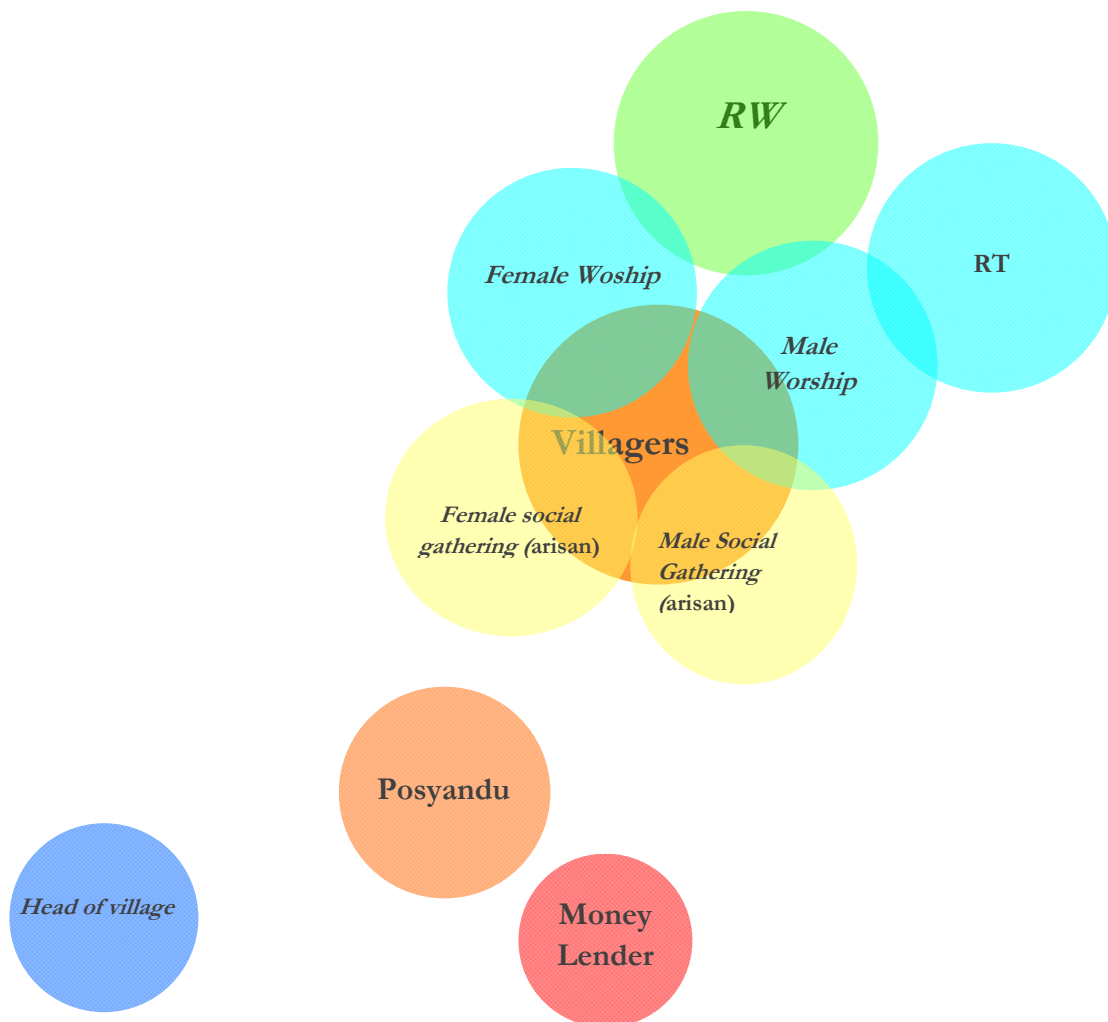 RW
RT
Female Woship
Male
Worship
Villagers
Female social
gathering (arisan)
Male Social
Gathering
(arisan)
Posyandu
Head of village
Money
Lender